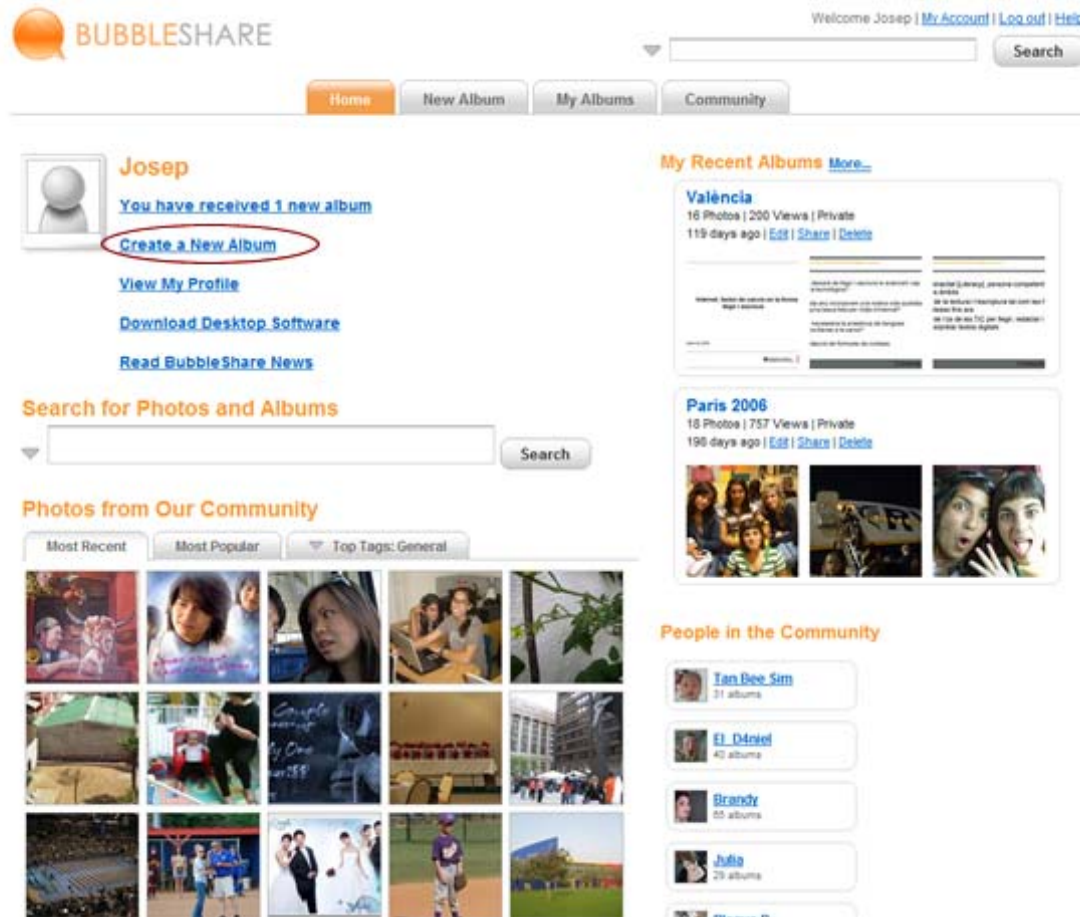 BUBBLESHARE
Welcome Josep | My Account | Log out | Help
Search
Home
New Album
My Albums
Community
Josep
You have received 1 new album
Create a New Album
View My Profile
Download Desktop Software
Read BubbleShare News
Search for Photos and Albums
Search
Photos from Our Community
Most Recent
Most Popular
Top Tags: General
My Recent Albums More...
València
16 Photos | 200 Views | Private
119 days ago | Edit | Share | Delete
Paris 2006
18 Photos | 757 Views | Private
198 days ago | Edit | Share | Delete
People in the Community
Tan Bee Sim
31 albums
El_D4niel
40 albums
Brandy
albums
Julia
29 albums